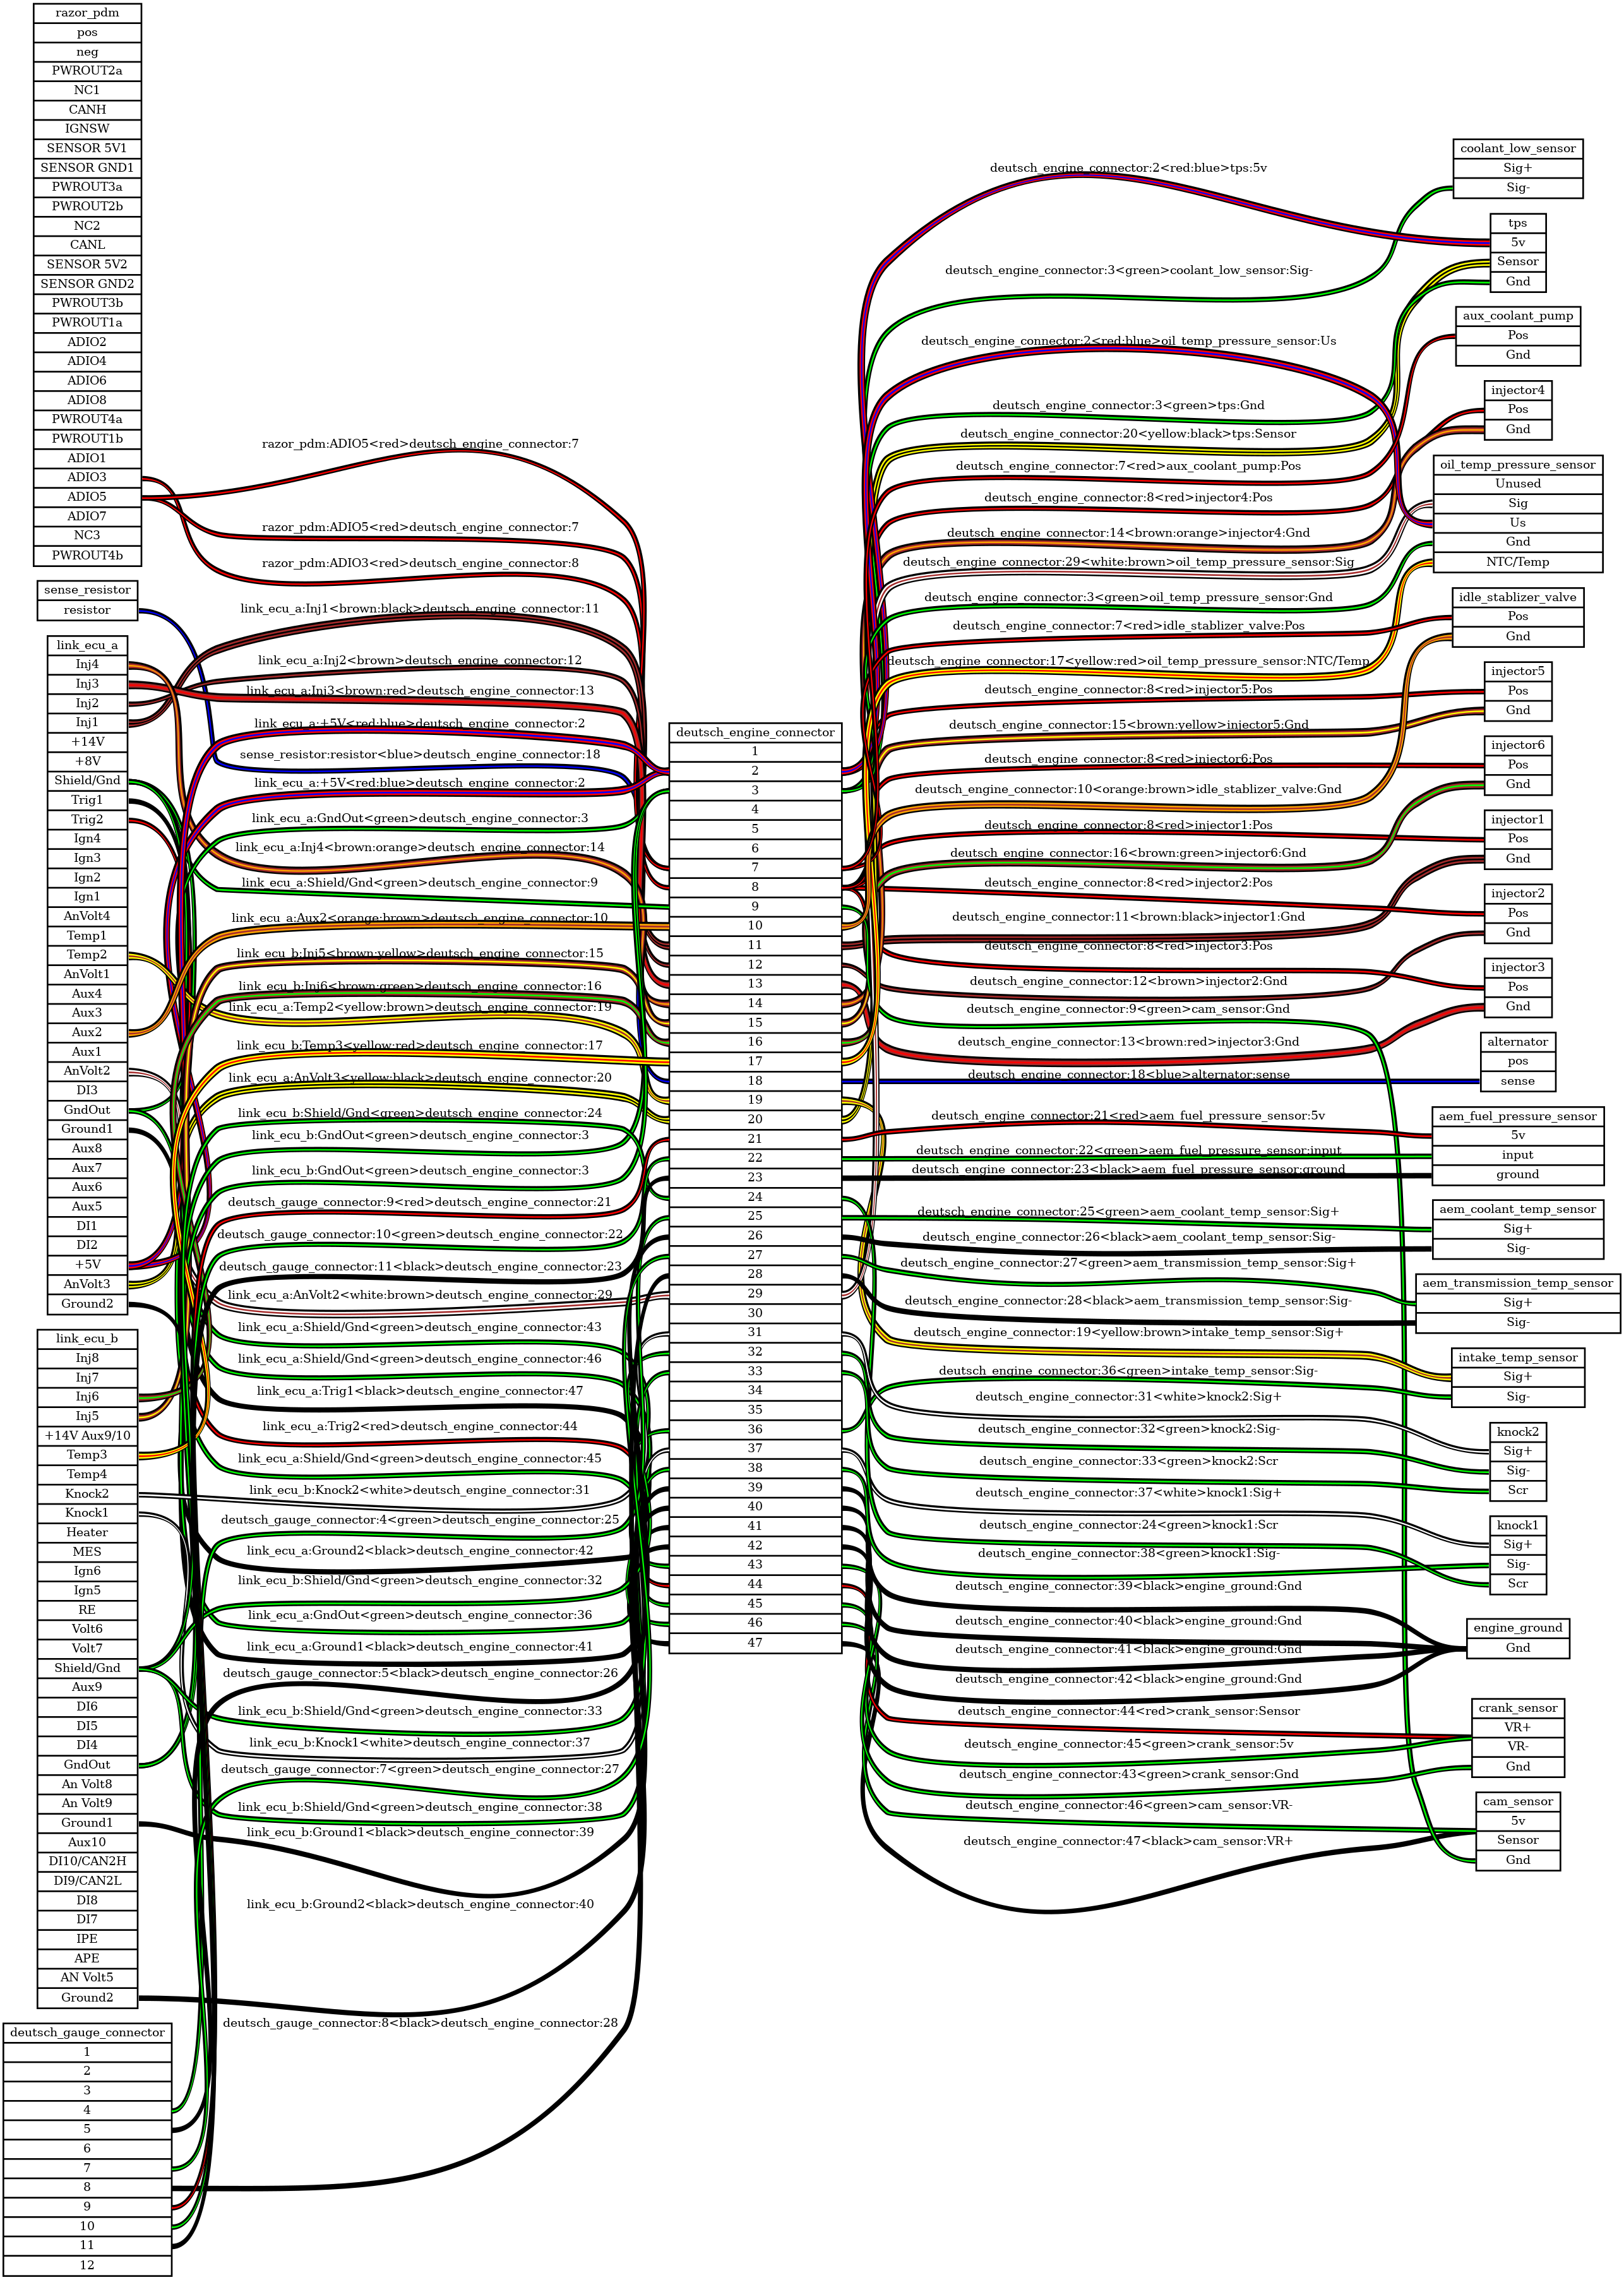 razor_pdm
pos
neg
PWROUT2a
NC1
CANH
IGNSW
SENSOR 5V1
SENSOR GND1
PWROUT3a
PWROUT2b
NC2
CANL
SENSOR 5V2
SENSOR GND2
PWROUT3b
PWROUT1a
ADIO2
ADIO4
ADIO6
ADIO8
PWROUT4a
PWROUT1b
ADIO1
ADIO3
ADIO5
ADIO7
NC3
PWROUT4b
sense_resistor
resistor
link_ecu_a
Inj4
Inj3
Inj2
Inj1
+14V
+8V
Shield/Gnd
Trig1
Trig2
Ign4
Ign3
Ign2
Ign1
AnVolt4
Temp1
Temp2
AnVolt1
Aux4
Aux3
Aux2
Aux1
AnVolt2
DI3
GndOut
Ground1
Aux8
Aux7
Aux6
Aux5
DI1
DI2
+5V
AnVolt3
Ground2
link_ecu_b
Inj8
Inj7
Inj6
Inj5
+14V Aux9/10
Temp3
Temp4
Knock2
Knock1
Heater
MES
Ign6
Ign5
RE
Volt6
Volt7
Shield/Gnd
Aux9
DI6
DI5
DI4
GndOut
An Volt8
An Volt9
Ground1
Aux10
DI10/CAN2H
DI9/CAN2L
DI8
DI7
IPE
APE
AN Volt5
Ground2
deutsch_gauge_connector
1
2
3
4
5
6
7
8
9
10
11
12
razor_pdm:ADIO5<red>deutsch_engine_connector:7
razor_pdm:ADIO5<red>deutsch_engine_connector:7
razor_pdm:ADIO3<red>deutsch_engine_connector:8
link_ecu_a:Inj1<brown:black>deutsch_engine_connector:11
link_ecu_a:Inj2<brown>deutsch_engine_connector:12
link_ecu_a:Inj3<brown:red>deutsch_engine_connector:13
link_ecu_a:+5V<red:blue>deutsch_engine_connector:2
sense_resistor:resistor<blue>deutsch_engine_connector:18
link_ecu_a:+5V<red:blue>deutsch_engine_connector:2
link_ecu_a:GndOut<green>deutsch_engine_connector:3
link_ecu_a:Inj4<brown:orange>deutsch_engine_connector:14
link_ecu_a:Shield/Gnd<green>deutsch_engine_connector:9
link_ecu_a:Aux2<orange:brown>deutsch_engine_connector:10
link_ecu_b:Inj5<brown:yellow>deutsch_engine_connector:15
link_ecu_b:Inj6<brown:green>deutsch_engine_connector:16
link_ecu_a:Temp2<yellow:brown>deutsch_engine_connector:19
link_ecu_b:Temp3<yellow:red>deutsch_engine_connector:17
link_ecu_a:AnVolt3<yellow:black>deutsch_engine_connector:20
link_ecu_b:Shield/Gnd<green>deutsch_engine_connector:24
link_ecu_b:GndOut<green>deutsch_engine_connector:3
link_ecu_b:GndOut<green>deutsch_engine_connector:3
deutsch_gauge_connector:9<red>deutsch_engine_connector:21
deutsch_gauge_connector:10<green>deutsch_engine_connector:22
deutsch_gauge_connector:11<black>deutsch_engine_connector:23
link_ecu_a:AnVolt2<white:brown>deutsch_engine_connector:29
link_ecu_a:Shield/Gnd<green>deutsch_engine_connector:43
link_ecu_a:Shield/Gnd<green>deutsch_engine_connector:46
link_ecu_a:Trig1<black>deutsch_engine_connector:47
link_ecu_a:Trig2<red>deutsch_engine_connector:44
link_ecu_a:Shield/Gnd<green>deutsch_engine_connector:45
link_ecu_b:Knock2<white>deutsch_engine_connector:31
deutsch_gauge_connector:4<green>deutsch_engine_connector:25
link_ecu_a:Ground2<black>deutsch_engine_connector:42
link_ecu_b:Shield/Gnd<green>deutsch_engine_connector:32
link_ecu_a:GndOut<green>deutsch_engine_connector:36
link_ecu_a:Ground1<black>deutsch_engine_connector:41
deutsch_gauge_connector:5<black>deutsch_engine_connector:26
link_ecu_b:Shield/Gnd<green>deutsch_engine_connector:33
link_ecu_b:Knock1<white>deutsch_engine_connector:37
deutsch_gauge_connector:7<green>deutsch_engine_connector:27
link_ecu_b:Shield/Gnd<green>deutsch_engine_connector:38
link_ecu_b:Ground1<black>deutsch_engine_connector:39
link_ecu_b:Ground2<black>deutsch_engine_connector:40
deutsch_gauge_connector:8<black>deutsch_engine_connector:28
deutsch_engine_connector
1
2
3
4
5
6
7
8
9
10
11
12
13
14
15
16
17
18
19
20
21
22
23
24
25
26
27
28
29
30
31
32
33
34
35
36
37
38
39
40
41
42
43
44
45
46
47
deutsch_engine_connector:2<red:blue>tps:5v
deutsch_engine_connector:3<green>coolant_low_sensor:Sig-
deutsch_engine_connector:2<red:blue>oil_temp_pressure_sensor:Us
deutsch_engine_connector:3<green>tps:Gnd
deutsch_engine_connector:20<yellow:black>tps:Sensor
deutsch_engine_connector:7<red>aux_coolant_pump:Pos
deutsch_engine_connector:8<red>injector4:Pos
deutsch_engine_connector:14<brown:orange>injector4:Gnd
deutsch_engine_connector:29<white:brown>oil_temp_pressure_sensor:Sig
deutsch_engine_connector:3<green>oil_temp_pressure_sensor:Gnd
deutsch_engine_connector:7<red>idle_stablizer_valve:Pos
deutsch_engine_connector:17<yellow:red>oil_temp_pressure_sensor:NTC/Temp
deutsch_engine_connector:8<red>injector5:Pos
deutsch_engine_connector:15<brown:yellow>injector5:Gnd
deutsch_engine_connector:8<red>injector6:Pos
deutsch_engine_connector:10<orange:brown>idle_stablizer_valve:Gnd
deutsch_engine_connector:8<red>injector1:Pos
deutsch_engine_connector:16<brown:green>injector6:Gnd
deutsch_engine_connector:8<red>injector2:Pos
deutsch_engine_connector:11<brown:black>injector1:Gnd
deutsch_engine_connector:8<red>injector3:Pos
deutsch_engine_connector:12<brown>injector2:Gnd
deutsch_engine_connector:9<green>cam_sensor:Gnd
deutsch_engine_connector:13<brown:red>injector3:Gnd
deutsch_engine_connector:18<blue>alternator:sense
deutsch_engine_connector:21<red>aem_fuel_pressure_sensor:5v
deutsch_engine_connector:22<green>aem_fuel_pressure_sensor:input
deutsch_engine_connector:23<black>aem_fuel_pressure_sensor:ground
deutsch_engine_connector:25<green>aem_coolant_temp_sensor:Sig+
deutsch_engine_connector:26<black>aem_coolant_temp_sensor:Sig-
deutsch_engine_connector:27<green>aem_transmission_temp_sensor:Sig+
deutsch_engine_connector:28<black>aem_transmission_temp_sensor:Sig-
deutsch_engine_connector:19<yellow:brown>intake_temp_sensor:Sig+
deutsch_engine_connector:36<green>intake_temp_sensor:Sig-
deutsch_engine_connector:31<white>knock2:Sig+
deutsch_engine_connector:32<green>knock2:Sig-
deutsch_engine_connector:33<green>knock2:Scr
deutsch_engine_connector:37<white>knock1:Sig+
deutsch_engine_connector:24<green>knock1:Scr
deutsch_engine_connector:38<green>knock1:Sig-
deutsch_engine_connector:39<black>engine_ground:Gnd
deutsch_engine_connector:40<black>engine_ground:Gnd
deutsch_engine_connector:41<black>engine_ground:Gnd
deutsch_engine_connector:42<black>engine_ground:Gnd
deutsch_engine_connector:44<red>crank_sensor:Sensor
deutsch_engine_connector:45<green>crank_sensor:5v
deutsch_engine_connector:43<green>crank_sensor:Gnd
deutsch_engine_connector:46<green>cam_sensor:VR-
deutsch_engine_connector:47<black>cam_sensor:VR+
coolant_low_sensor
Sig+
Sig-
tps
5v
Sensor
Gnd
aux_coolant_pump
Pos
Gnd
injector4
Pos
Gnd
oil_temp_pressure_sensor
Unused
Sig
Us
Gnd
NTC/Temp
idle_stablizer_valve
Pos
Gnd
injector5
Pos
Gnd
injector6
Pos
Gnd
injector1
Pos
Gnd
injector2
Pos
Gnd
injector3
Pos
Gnd
alternator
pos
sense
aem_fuel_pressure_sensor
5v
input
ground
aem_coolant_temp_sensor
Sig+
Sig-
aem_transmission_temp_sensor
Sig+
Sig-
intake_temp_sensor
Sig+
Sig-
knock2
Sig+
Sig-
Scr
knock1
Sig+
Sig-
Scr
engine_ground
Gnd
crank_sensor
VR+
VR-
Gnd
cam_sensor
5v
Sensor
Gnd